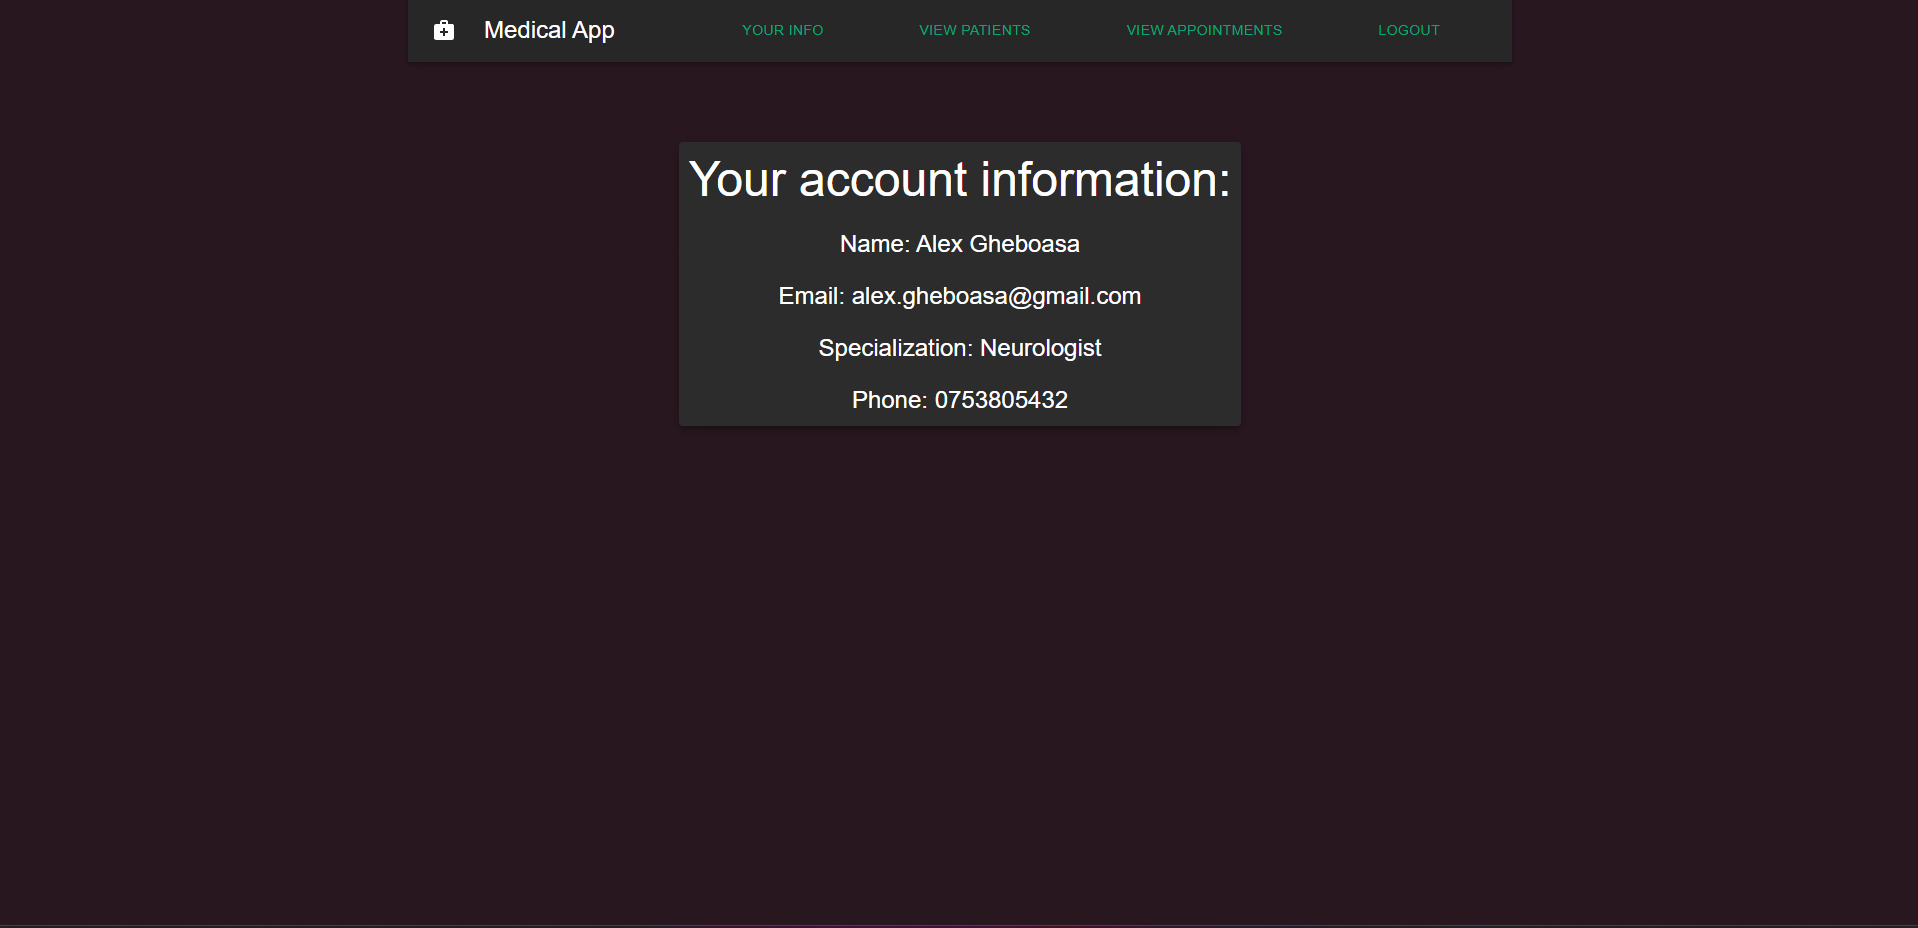 Medical App YOUR INFO VIEW PATIENTS VIEW APPOINTMENTS LOGOUT
Your account information:
Name: Alex Gheboasa
Email: alex.gheboasa@gmail.com
Specialization: Neurologist
Phone: 0753805432